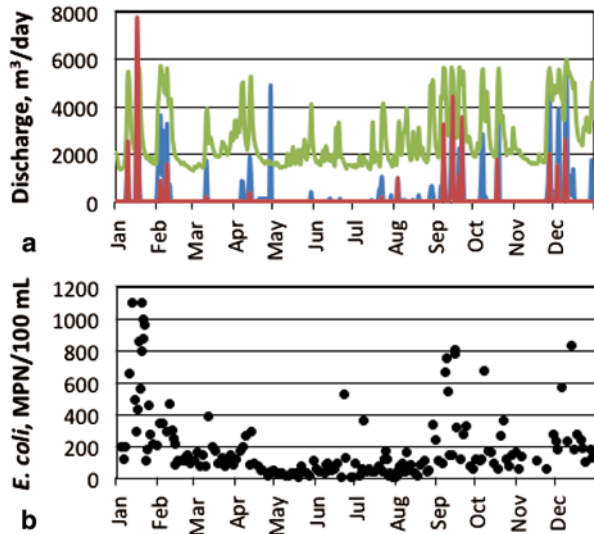 Discharge, m³/day
8000
6000
4000
2000
0
Jan
Feb
Mar
Apr
May
Jun
Jul
Aug
Sep
Oct
Nov
Dec
a
E. coli, MPN/100 mL
1200
1000
800
600
400
200
0
Jan
Feb
Mar
Apr
May
Jun
Jul
Aug
Sep
Oct
Nov
Dec
b